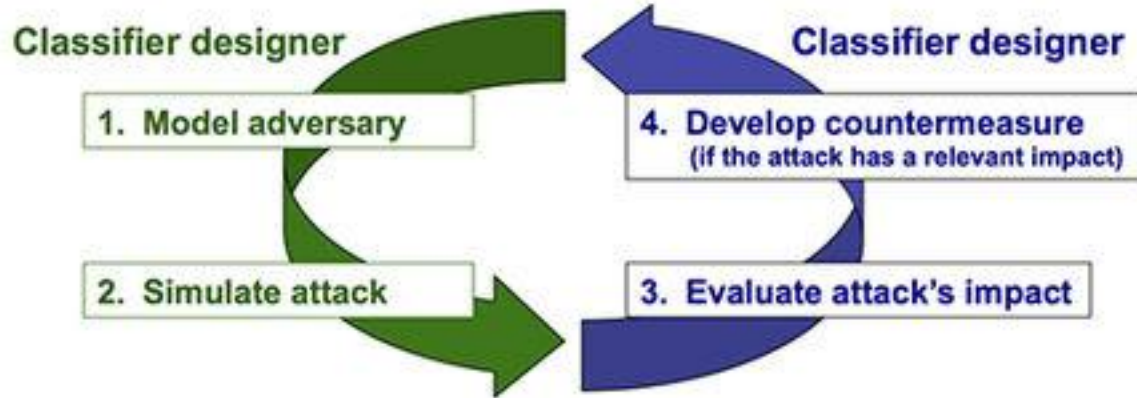 Classifier designer
1. Model adversary
2. Simulate attack
Classifier designer
4. Develop countermeasure
(if the attack has a relevant impact)
3. Evaluate attack's impact